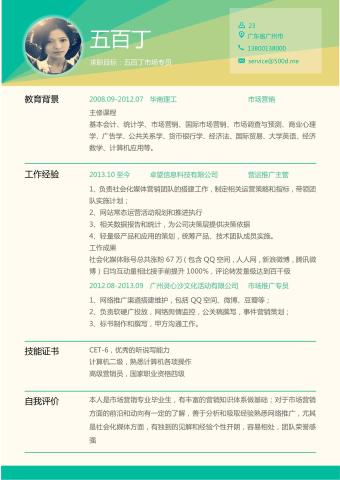 五百丁
求职目标：五百丁市场专员
23
广东省广州市
13800138000
service@500d.me
教育背景
2008.09-2012.07 华南理工 市场营销
主修课程
基本会计、统计学、市场营销、国际市场营销、市场调查与预测、商业心理
学、广告学、公共关系学、货币银行学、经济法、国际贸易、大学英语、经济
数学、计算机应用等。
工作经验
2013.10 至今 卓望信息科技有限公司 营运推广主管
1、负责社会化媒体营销团队的搭建工作，制定相关运营策略和指标，带领团
队实施计划；
2、网站常态运营活动规划和推进执行
3、相关数据报告和统计，为公司决策层提供决策依据
4、轻量级产品和应用的策划，统筹产品、技术团队成员实施。
工作成果
社会化媒体账号总共涨粉 67 万（包含 QQ 空间，人人网，新浪微博，腾讯微
博）日均互动量相比接手前提升 1000%，评论转发量级达到百千级
2012.08-2013.09 广州灵心沙文化活动有限公司 市场推广专员
1、网络推广渠道搭建维护，包括 QQ 空间、微博、豆瓣等；
2、负责软硬广投放，网络舆情监控，公关稿撰写，事件营销策划；
3、标书制作和撰写，甲方沟通工作。
技能证书
CET-6，优秀的听说写能力
计算机二级，熟悉计算机各项操作
高级营销员，国家职业资格四级
自我评价
本人是市场营销专业毕业生，有丰富的营销知识体系做基础；对于市场营销
方面的前沿和动向有一定的了解，善于分析和吸取经验熟悉网络推广，尤其
是社会化媒体方面，有独到的见解和经验个性开朗，容易相处，团队荣誉感
强